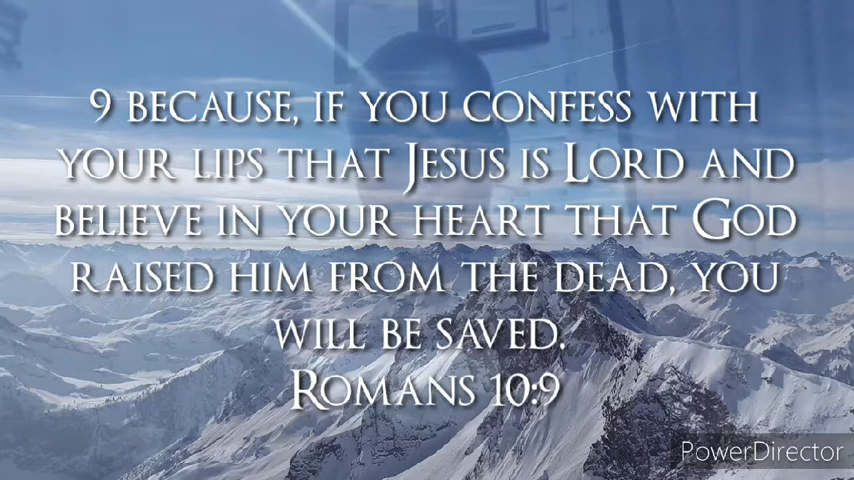 9 because, if you confess with
your lips that Jesus is Lord and
believe in your heart that God
raised him from the dead, you
will be saved.
Romans 10:9
PowerDirector